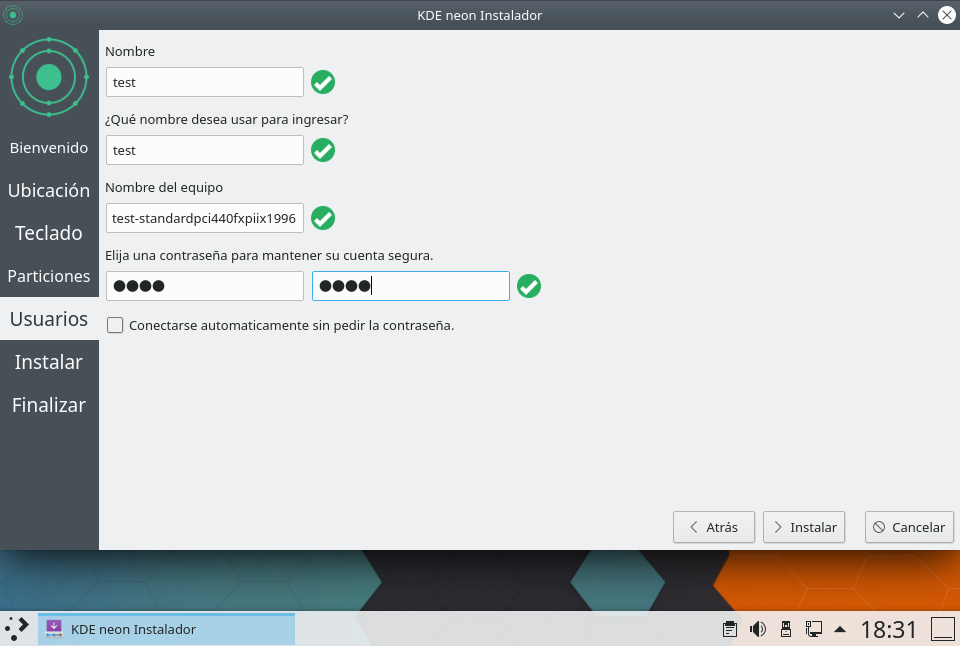 KDE neon Instalador
Bienvenido
Ubicación
Teclado
Particiones
Usuarios
Instalar
Finalizar
Nombre
test
¿Qué nombre desea usar para ingresar?
test
Nombre del equipo
test-standardpci440fxpiix1996
Elija una contraseña para mantener su cuenta segura.
●●●● ●●●●
Conectarse automaticamente sin pedir la contraseña.
Atrás Instalar Cancelar
KDE neon Instalador 18:31